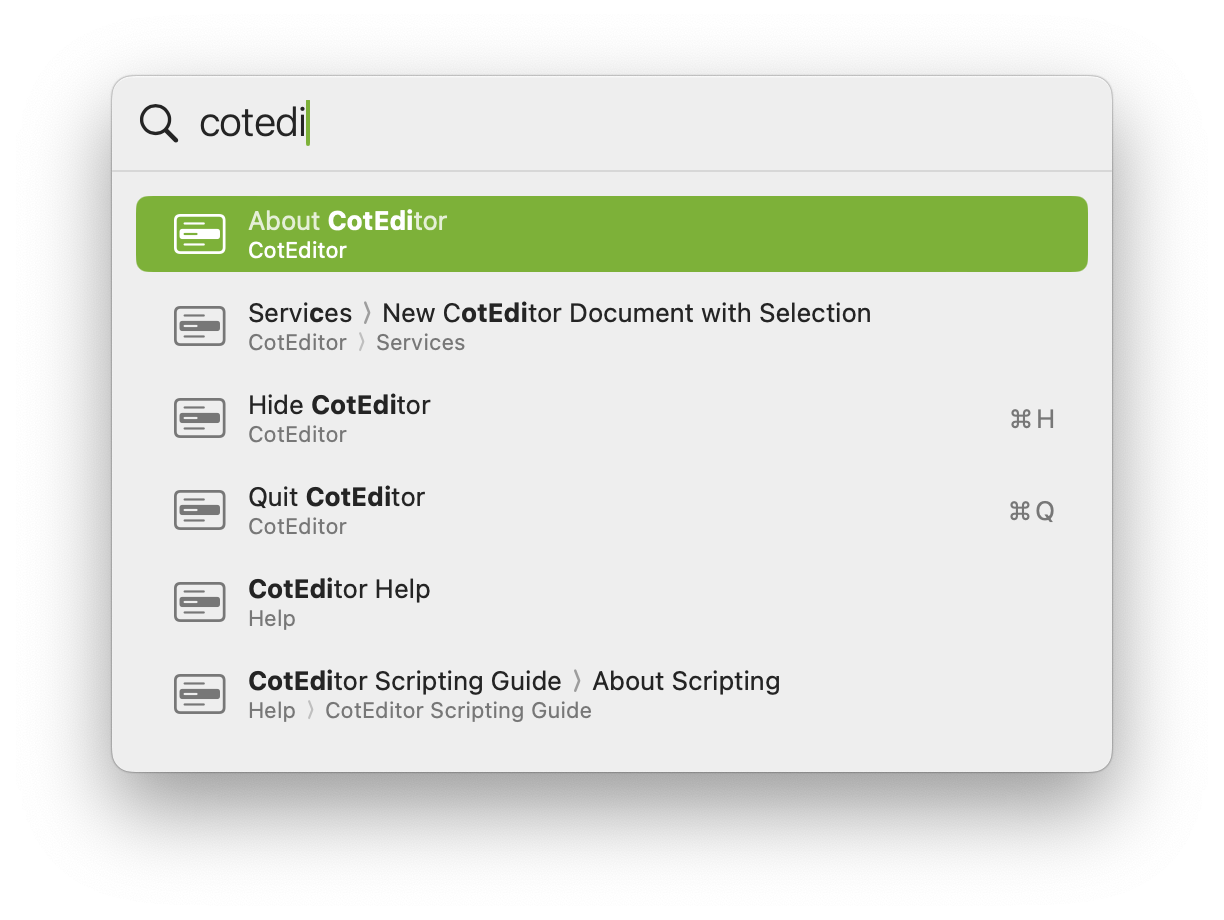 cotedi
About CotEditor
CotEditor
Services 〉 New CotEditor Document with Selection
CotEditor 〉 Services
Hide CotEditor
CotEditor
⌘H
Quit CotEditor
CotEditor
⌘Q
CotEditor Help
Help
CotEditor Scripting Guide 〉 About Scripting
Help 〉 CotEditor Scripting Guide